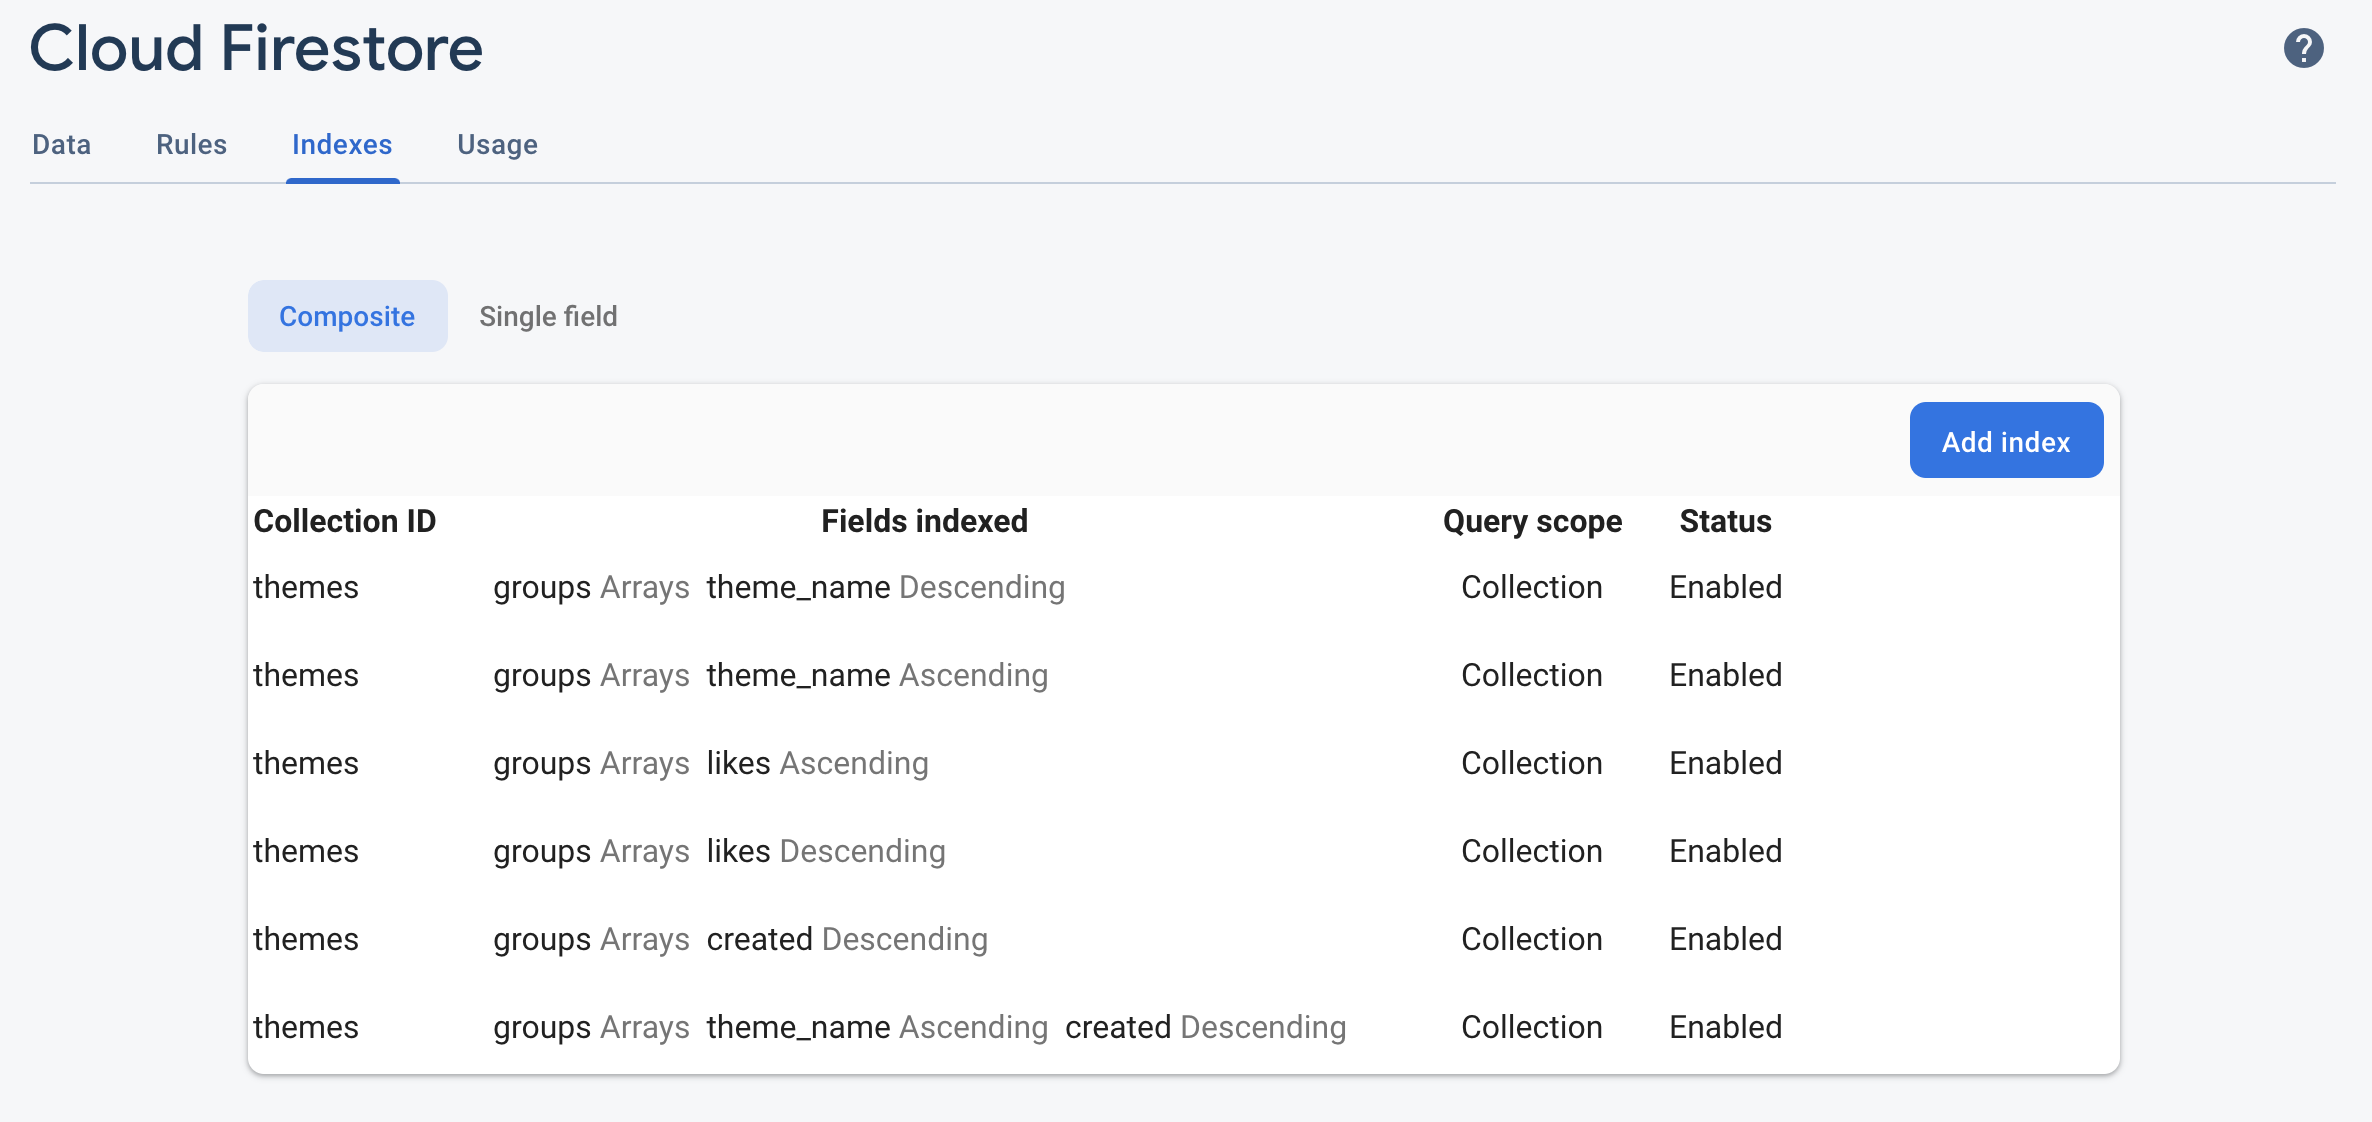 Cloud Firestore ?
Data Rules Indexes Usage
Composite Single field
Add index
Collection ID Fields indexed Query scope Status
themes groups Arrays theme_name Descending Collection Enabled
themes groups Arrays theme_name Ascending Collection Enabled
themes groups Arrays likes Ascending Collection Enabled
themes groups Arrays likes Descending Collection Enabled
themes groups Arrays created Descending Collection Enabled
themes groups Arrays theme_name Ascending created Descending Collection Enabled